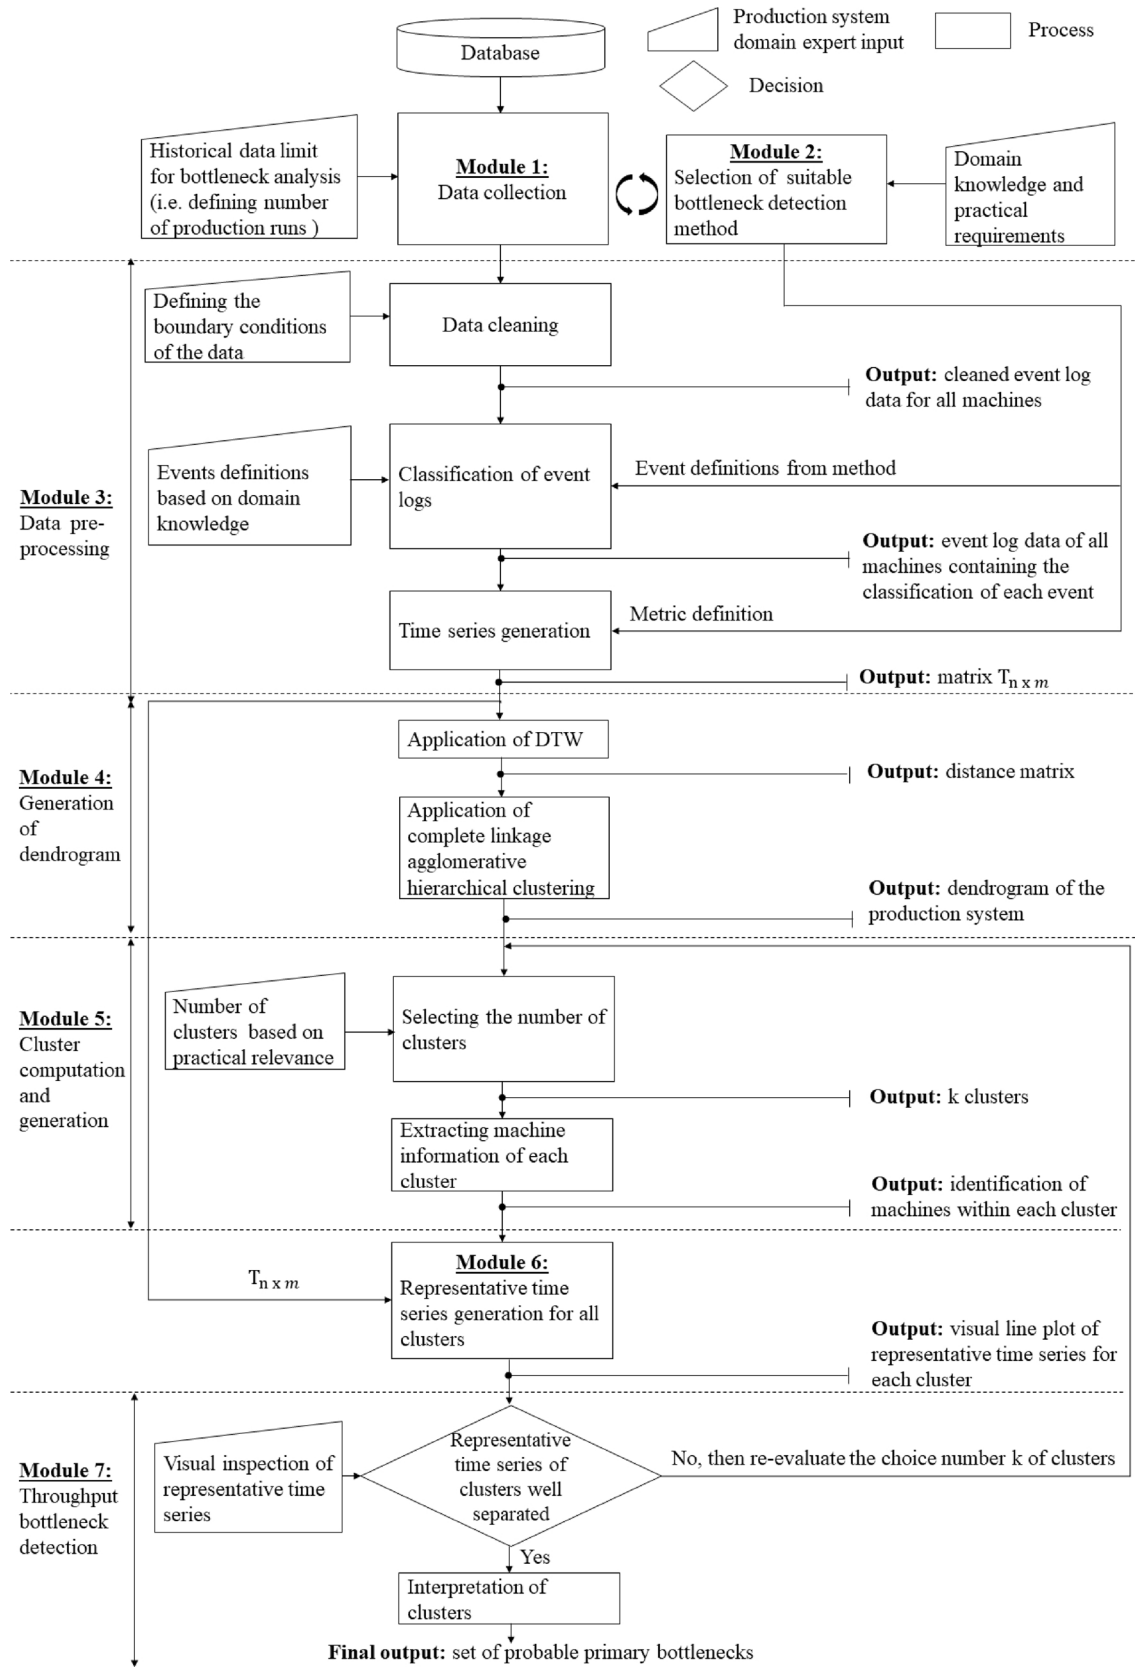 Database
Production system
domain expert input
Process
Decision
Historical data limit
for bottleneck analysis
(i.e. defining number
of production runs )
Module 1:
Data collection
Module 2:
Selection of suitable
bottleneck detection
method
Domain
knowledge and
practical
requirements
Module 3:
Data pre-
processing
Defining the
boundary conditions
of the data
Data cleaning
Output: cleaned event log
data for all machines
Events definitions
based on domain
knowledge
Classification of event
logs
Event definitions from method
Output: event log data of all
machines containing the
classification of each event
Time series generation
Metric definition
Output: matrix Tn x m
Module 4:
Generation
of
dendrogram
Application of DTW
Output: distance matrix
Application of
complete linkage
agglomerative
hierarchical clustering
Output: dendrogram of the
production system
Module 5:
Cluster
computation
and
generation
Number of
clusters based on
practical relevance
Selecting the number of
clusters
Output: k clusters
Extracting machine
information of each
cluster
Output: identification of
machines within each cluster
Tn x m
Module 6:
Representative time
series generation for all
clusters
Output: visual line plot of
representative time series for
each cluster
Module 7:
Throughput
bottleneck
detection
Visual inspection of
representative time
series
Representative
time series of
clusters well
separated
No, then re-evaluate the choice number k of clusters
Yes
Interpretation of
clusters
Final output: set of probable primary bottlenecks